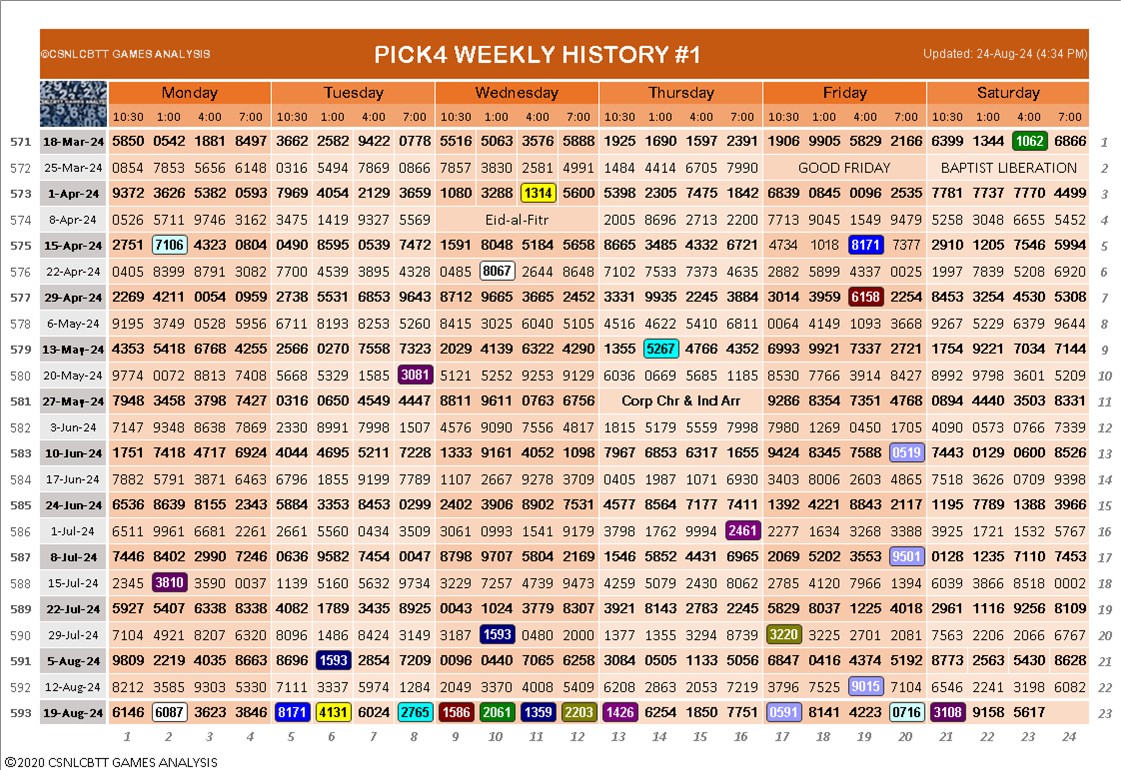 ©CSNLCBTT GAMES ANALYSIS PICK4 WEEKLY HISTORY #1 Updated: 24-Aug-24 (4:34 PM)
Monday Tuesday Wednesday Thursday Friday Saturday
10:30 1:00 4:00 7:00 10:30 1:00 4:00 7:00 10:30 1:00 4:00 7:00 10:30 1:00 4:00 7:00 10:30 1:00 4:00 7:00 10:30 1:00 4:00 7:00
571 18-Mar-24 5850 0542 1881 8497 3662 2582 9422 0778 5516 5063 3576 5888 1925 1690 1597 2391 1906 9905 5829 2166 6399 1344 1062 6866 1
572 25-Mar-24 0854 7853 5656 6148 0316 5494 7869 0866 7857 3830 2581 4991 1484 4414 6705 7990 GOOD FRIDAY BAPTIST LIBERATION 2
573 1-Apr-24 9372 3626 5382 0593 7969 4054 2129 3659 1080 3288 1314 5600 5398 2305 7475 1842 6839 0845 0096 2535 7781 7737 7770 4499 3
574 8-Apr-24 0526 5711 9746 3162 3475 1419 9327 5569 Eid-al-Fitr 2005 8696 2713 2200 7713 9045 1549 9479 5258 3048 6655 5452 4
575 15-Apr-24 2751 7106 4323 0804 0490 8595 0539 7472 1591 8048 5184 5658 8665 3485 4332 6721 4734 1018 8171 7377 2910 1205 7546 5994 5
576 22-Apr-24 0405 8399 8791 3082 7700 4539 3895 4328 0485 8067 2644 8648 7102 7533 7373 4635 2882 5899 4337 0025 1997 7839 5208 6920 6
577 29-Apr-24 2269 4211 0054 0959 2738 5531 6853 9643 8712 9665 3665 2452 3331 9935 2245 3884 3014 3959 6158 2254 8453 3254 4530 5308 7
578 6-May-24 9195 3749 0528 5956 6711 8193 8253 5260 8415 3025 6040 5105 4516 4622 5410 6811 0064 4149 1093 3668 9267 5229 6379 9644 8
579 13-May-24 4353 5418 6768 4255 2566 0270 7558 7323 2029 4139 6322 4290 1355 5267 4766 4352 6993 9921 7337 2721 1754 9221 7034 7144 9
580 20-May-24 9774 0072 8813 7408 5668 5329 1585 3081 5121 5252 9253 9129 6036 0669 5685 1185 8530 7766 3914 8427 8992 9798 3601 5209 10
581 27-May-24 7948 3458 3798 7427 0316 0650 4549 4447 8811 9611 0763 6756 Corp Chr & Ind Arr 9286 8354 7351 4768 0894 4440 3503 8331 11
582 3-Jun-24 7147 9348 8638 7869 2330 8991 7998 1507 4576 9090 7556 4817 1815 5179 5559 7998 7980 1269 0450 1705 4090 0573 0766 7339 12
583 10-Jun-24 1751 7418 4717 6924 4044 4695 5211 7228 1333 9161 4052 1098 7967 6853 6317 1655 9424 8345 7588 0519 7443 0129 0600 8526 13
584 17-Jun-24 7882 5791 3871 6463 6796 1855 9199 7789 1107 2667 9278 3709 0405 1987 1071 6930 3403 8006 2603 4865 7518 3626 0709 9398 14
585 24-Jun-24 6536 8639 8155 2343 5884 3353 8453 0299 2402 3906 8902 7531 4577 8564 7177 7411 1392 4221 8843 2117 1195 7789 1388 3966 15
586 1-Jul-24 6511 9961 6681 2261 2661 5560 0434 3509 3061 0993 1541 9179 3798 1762 9994 2461 2277 1634 3268 3388 3925 1721 1532 5767 16
587 8-Jul-24 7446 8402 2990 7246 0636 9582 7454 0047 8798 9707 5804 2169 1546 5852 4431 6965 2069 5202 3553 9501 0128 1235 7110 7453 17
588 15-Jul-24 2345 3810 3590 0037 1139 5160 5632 9734 3229 7257 4739 9473 4259 5079 2430 8062 2785 4120 7966 1394 6039 3866 8518 0002 18
589 22-Jul-24 5927 5407 6338 8338 4082 1789 3435 8925 0043 1024 3779 8307 3921 8143 2783 2245 5829 8037 1225 4018 2961 1116 9256 8109 19
590 29-Jul-24 7104 4921 8207 6320 8096 1486 8424 3149 3187 1593 0480 2000 1377 1355 3294 8739 3220 3225 2701 2081 7563 2206 2066 6767 20
591 5-Aug-24 9809 2219 4035 8663 8696 1593 2854 7209 0096 0440 7065 6258 3084 0505 1133 5056 6847 0416 4374 5192 8773 2563 5430 8628 21
592 12-Aug-24 8212 3585 9303 5330 7111 3337 5974 1284 2049 3370 4008 5409 6208 2863 2053 7219 3796 7525 9015 7104 6546 2241 3198 6082 22
593 19-Aug-24 6146 6087 3623 3846 8171 4131 6024 2765 1586 2061 1359 2203 1426 6254 1850 7751 0591 8141 4223 0716 3108 9158 5617 23
1 2 3 4 5 6 7 8 9 10 11 12 13 14 15 16 17 18 19 20 21 22 23 24
©2020 CSNLCBTT GAMES ANALYSIS